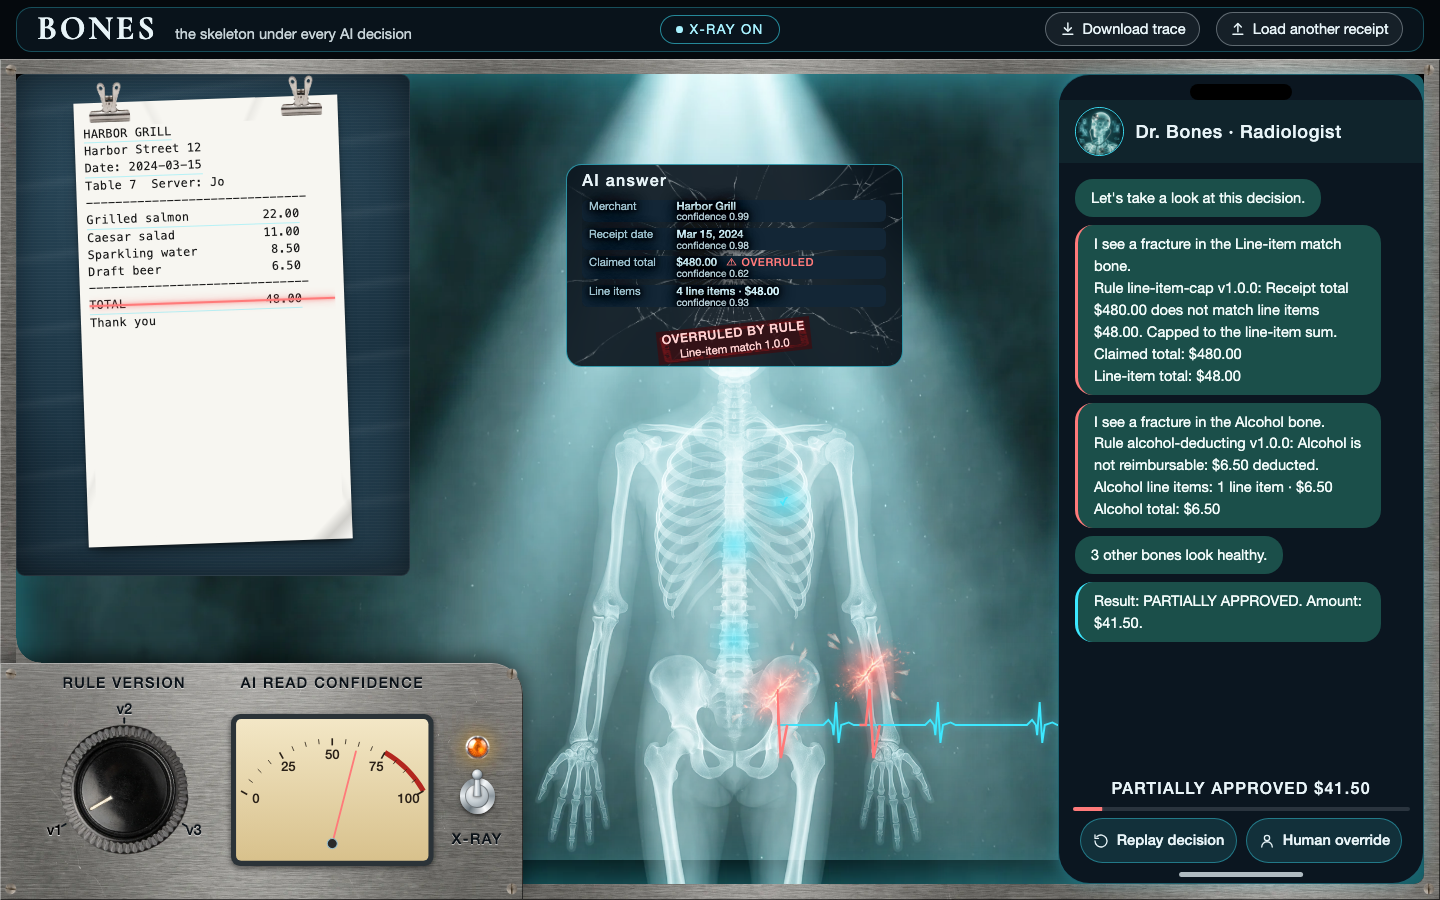 BONES
the skeleton under every AI decision
X-RAY ON
Download trace
Load another receipt
HARBOR GRILL
Harbor Street 12
Date: 2024-03-15
Table 7  Server: Jo
Grilled salmon 22.00
Caesar salad 11.00
Sparkling water 8.50
Draft beer 6.50
TOTAL 48.00
Thank you
AI answer
Merchant Harbor Grill
confidence 0.99
Receipt date Mar 15, 2024
confidence 0.98
Claimed total $480.00 ⚠ OVERRULED
confidence 0.62
Line items 4 line items · $48.00
confidence 0.93
OVERRULED BY RULE
Line-item match 1.0.0
Dr. Bones · Radiologist
Let's take a look at this decision.
I see a fracture in the Line-item match
bone.
Rule line-item-cap v1.0.0: Receipt total
$480.00 does not match line items
$48.00. Capped to the line-item sum.
Claimed total: $480.00
Line-item total: $48.00
I see a fracture in the Alcohol bone.
Rule alcohol-deducting v1.0.0: Alcohol is
not reimbursable: $6.50 deducted.
Alcohol line items: 1 line item · $6.50
Alcohol total: $6.50
3 other bones look healthy.
Result: PARTIALLY APPROVED. Amount:
$41.50.
PARTIALLY APPROVED $41.50
Replay decision
Human override
RULE VERSION
v1
v2
v3
AI READ CONFIDENCE
0
25
50
75
100
X-RAY